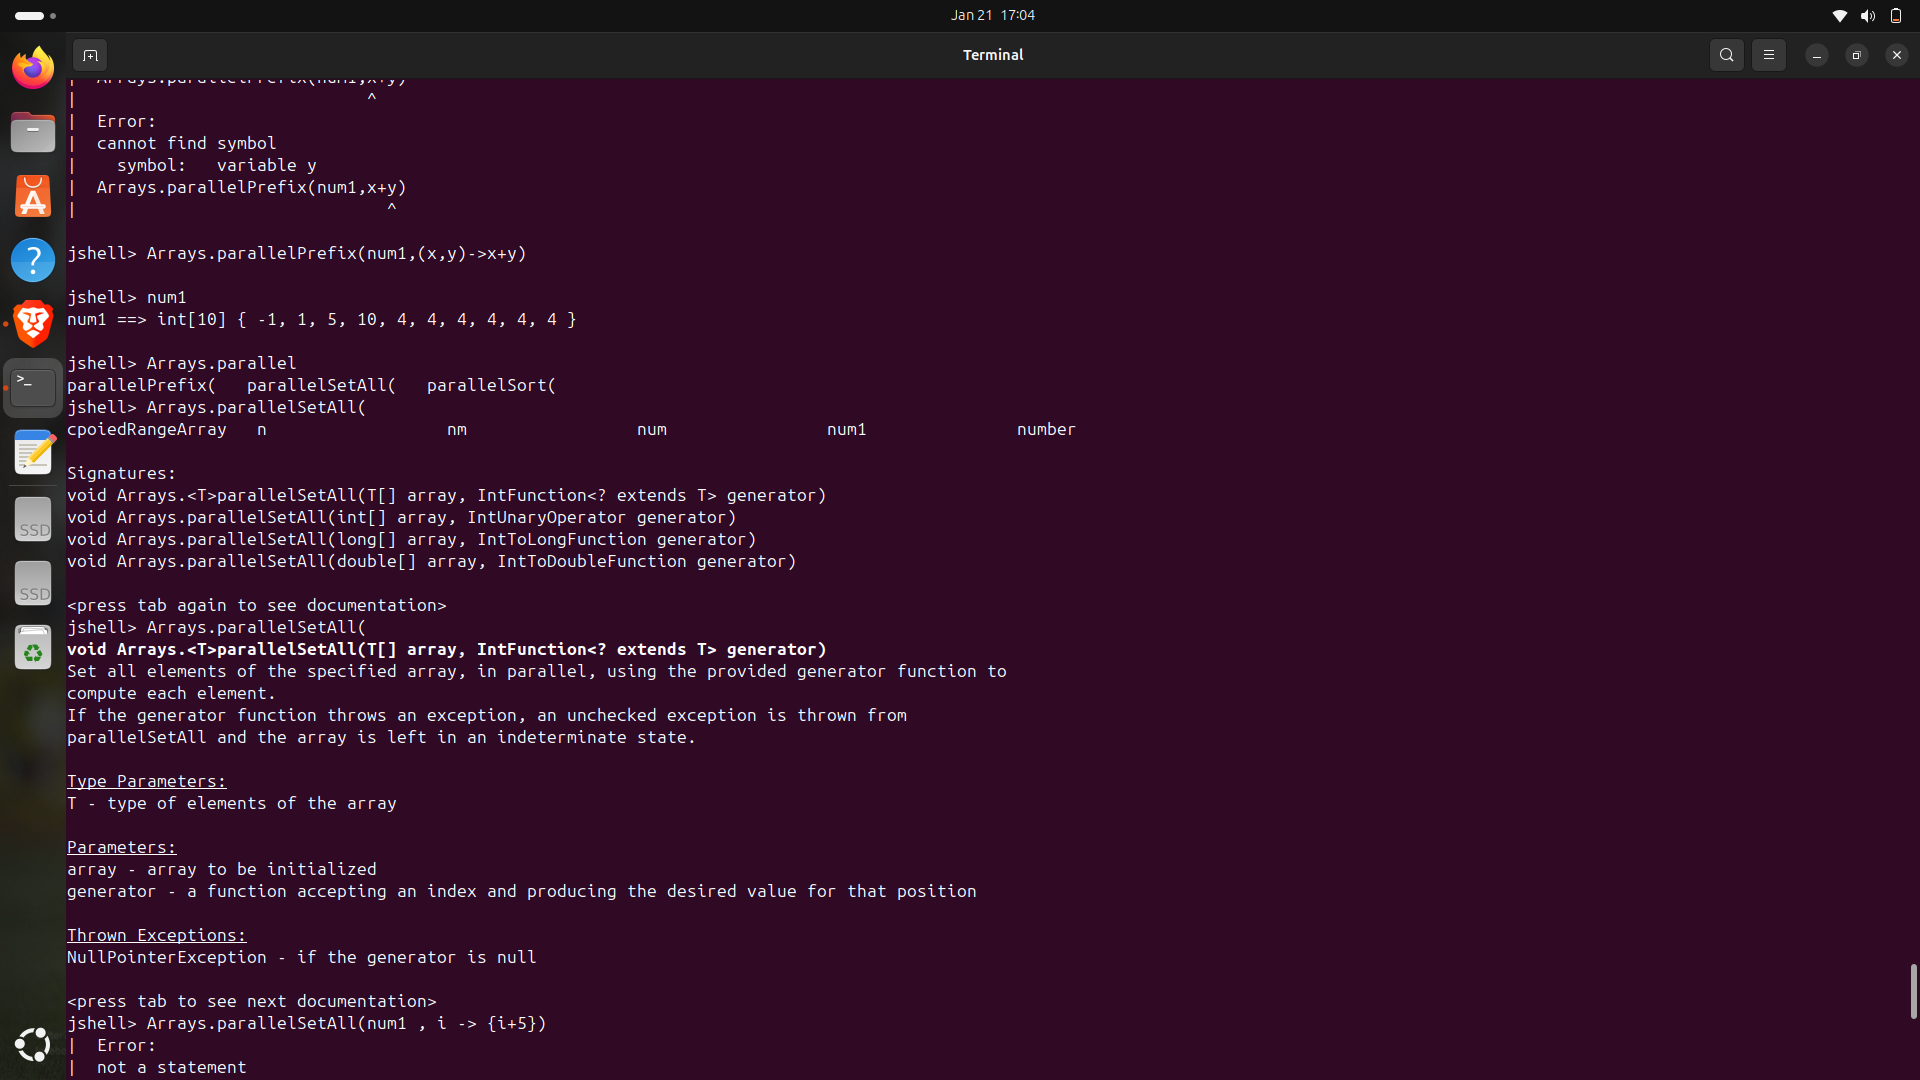 Jan 21 17:04
Terminal
| Arrays.parallelPrefix(num1,x+y)
| ^
| Error:
| cannot find symbol
| symbol: variable y
| Arrays.parallelPrefix(num1,x+y)
| ^
jshell> Arrays.parallelPrefix(num1,(x,y)->x+y)
jshell> num1
num1 ==> int[10] { -1, 1, 5, 10, 4, 4, 4, 4, 4, 4 }
jshell> Arrays.parallel
parallelPrefix( parallelSetAll( parallelSort(
jshell> Arrays.parallelSetAll(
cpoiedRangeArray n nm num num1 number
Signatures:
void Arrays.<T>parallelSetAll(T[] array, IntFunction<? extends T> generator)
void Arrays.parallelSetAll(int[] array, IntUnaryOperator generator)
void Arrays.parallelSetAll(long[] array, IntToLongFunction generator)
void Arrays.parallelSetAll(double[] array, IntToDoubleFunction generator)
<press tab again to see documentation>
jshell> Arrays.parallelSetAll(
void Arrays.<T>parallelSetAll(T[] array, IntFunction<? extends T> generator)
Set all elements of the specified array, in parallel, using the provided generator function to
compute each element.
If the generator function throws an exception, an unchecked exception is thrown from
parallelSetAll and the array is left in an indeterminate state.
Type Parameters:
T - type of elements of the array
Parameters:
array - array to be initialized
generator - a function accepting an index and producing the desired value for that position
Thrown Exceptions:
NullPointerException - if the generator is null
<press tab to see next documentation>
jshell> Arrays.parallelSetAll(num1 , i -> {i+5})
| Error:
| not a statement
A
?
>_
SSD
SSD